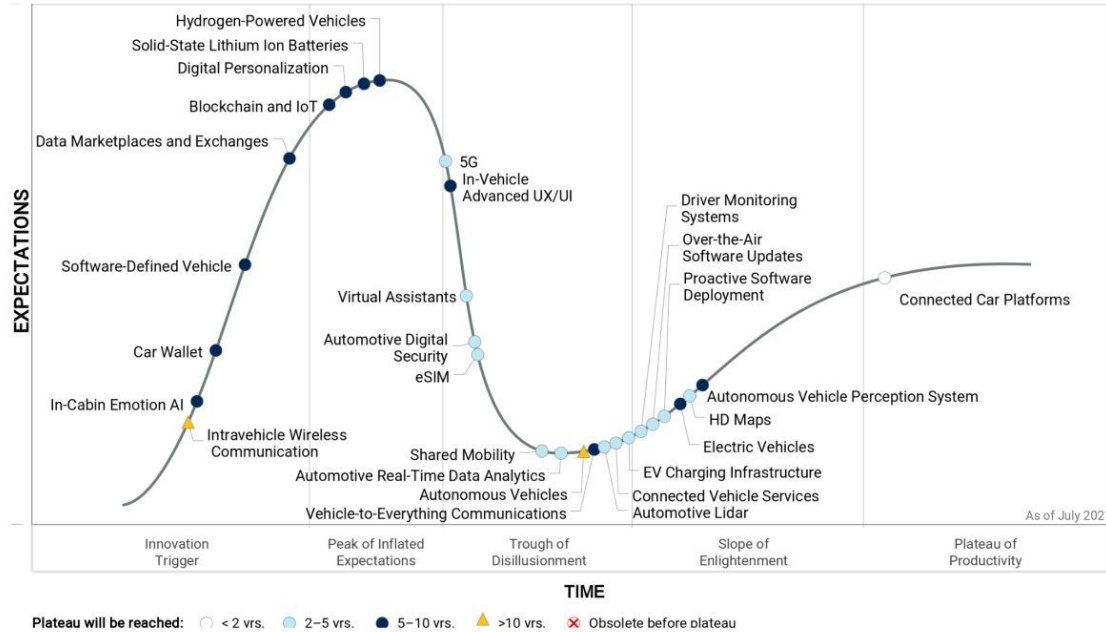 Hydrogen-Powered Vehicles
Solid-State Lithium Ion Batteries
Digital Personalization
Blockchain and IoT
Data Marketplaces and Exchanges
5G
In-Vehicle
Advanced UX/UI
Driver Monitoring
Systems
Over-the-Air
Software Updates
Proactive Software
Deployment
Software-Defined Vehicle
Virtual Assistants
Connected Car Platforms
Automotive Digital
Security
eSIM
Car Wallet
In-Cabin Emotion AI
Autonomous Vehicle Perception System
HD Maps
Intravehicle Wireless
Communication
Electric Vehicles
Shared Mobility
Automotive Real-Time Data Analytics
EV Charging Infrastructure
Autonomous Vehicles
Connected Vehicle Services
Vehicle-to-Everything Communications
Automotive Lidar
EXPECTATIONS
As of July 202
Innovation
Trigger
Peak of Inflated
Expectations
Trough of
Disillusionment
Slope of
Enlightenment
Plateau of
Productivity
TIME
Plateau will be reached: < 2 yrs. 2–5 yrs. 5–10 yrs. >10 yrs. Obsolete before plateau